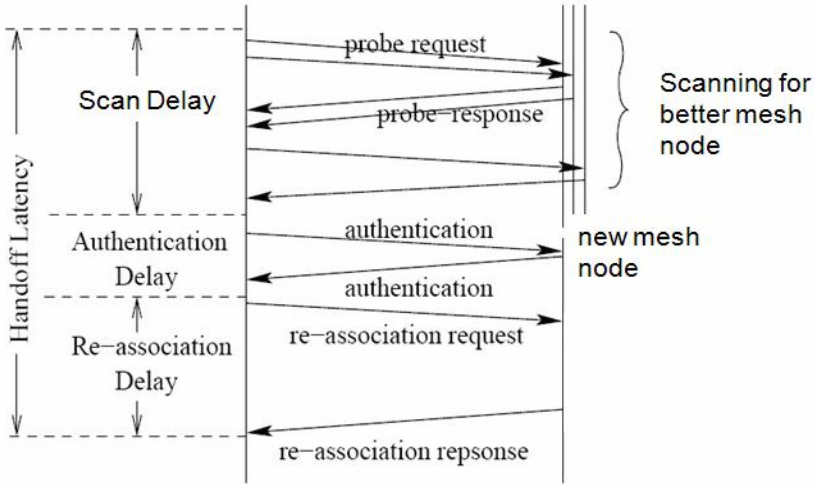 probe request
Scan Delay
probe-response
Scanning for
better mesh
node
Handoff Latency
Authentication
Delay
authentication
authentication
new mesh
node
Re-association
Delay
re-association request
re-association repsonse